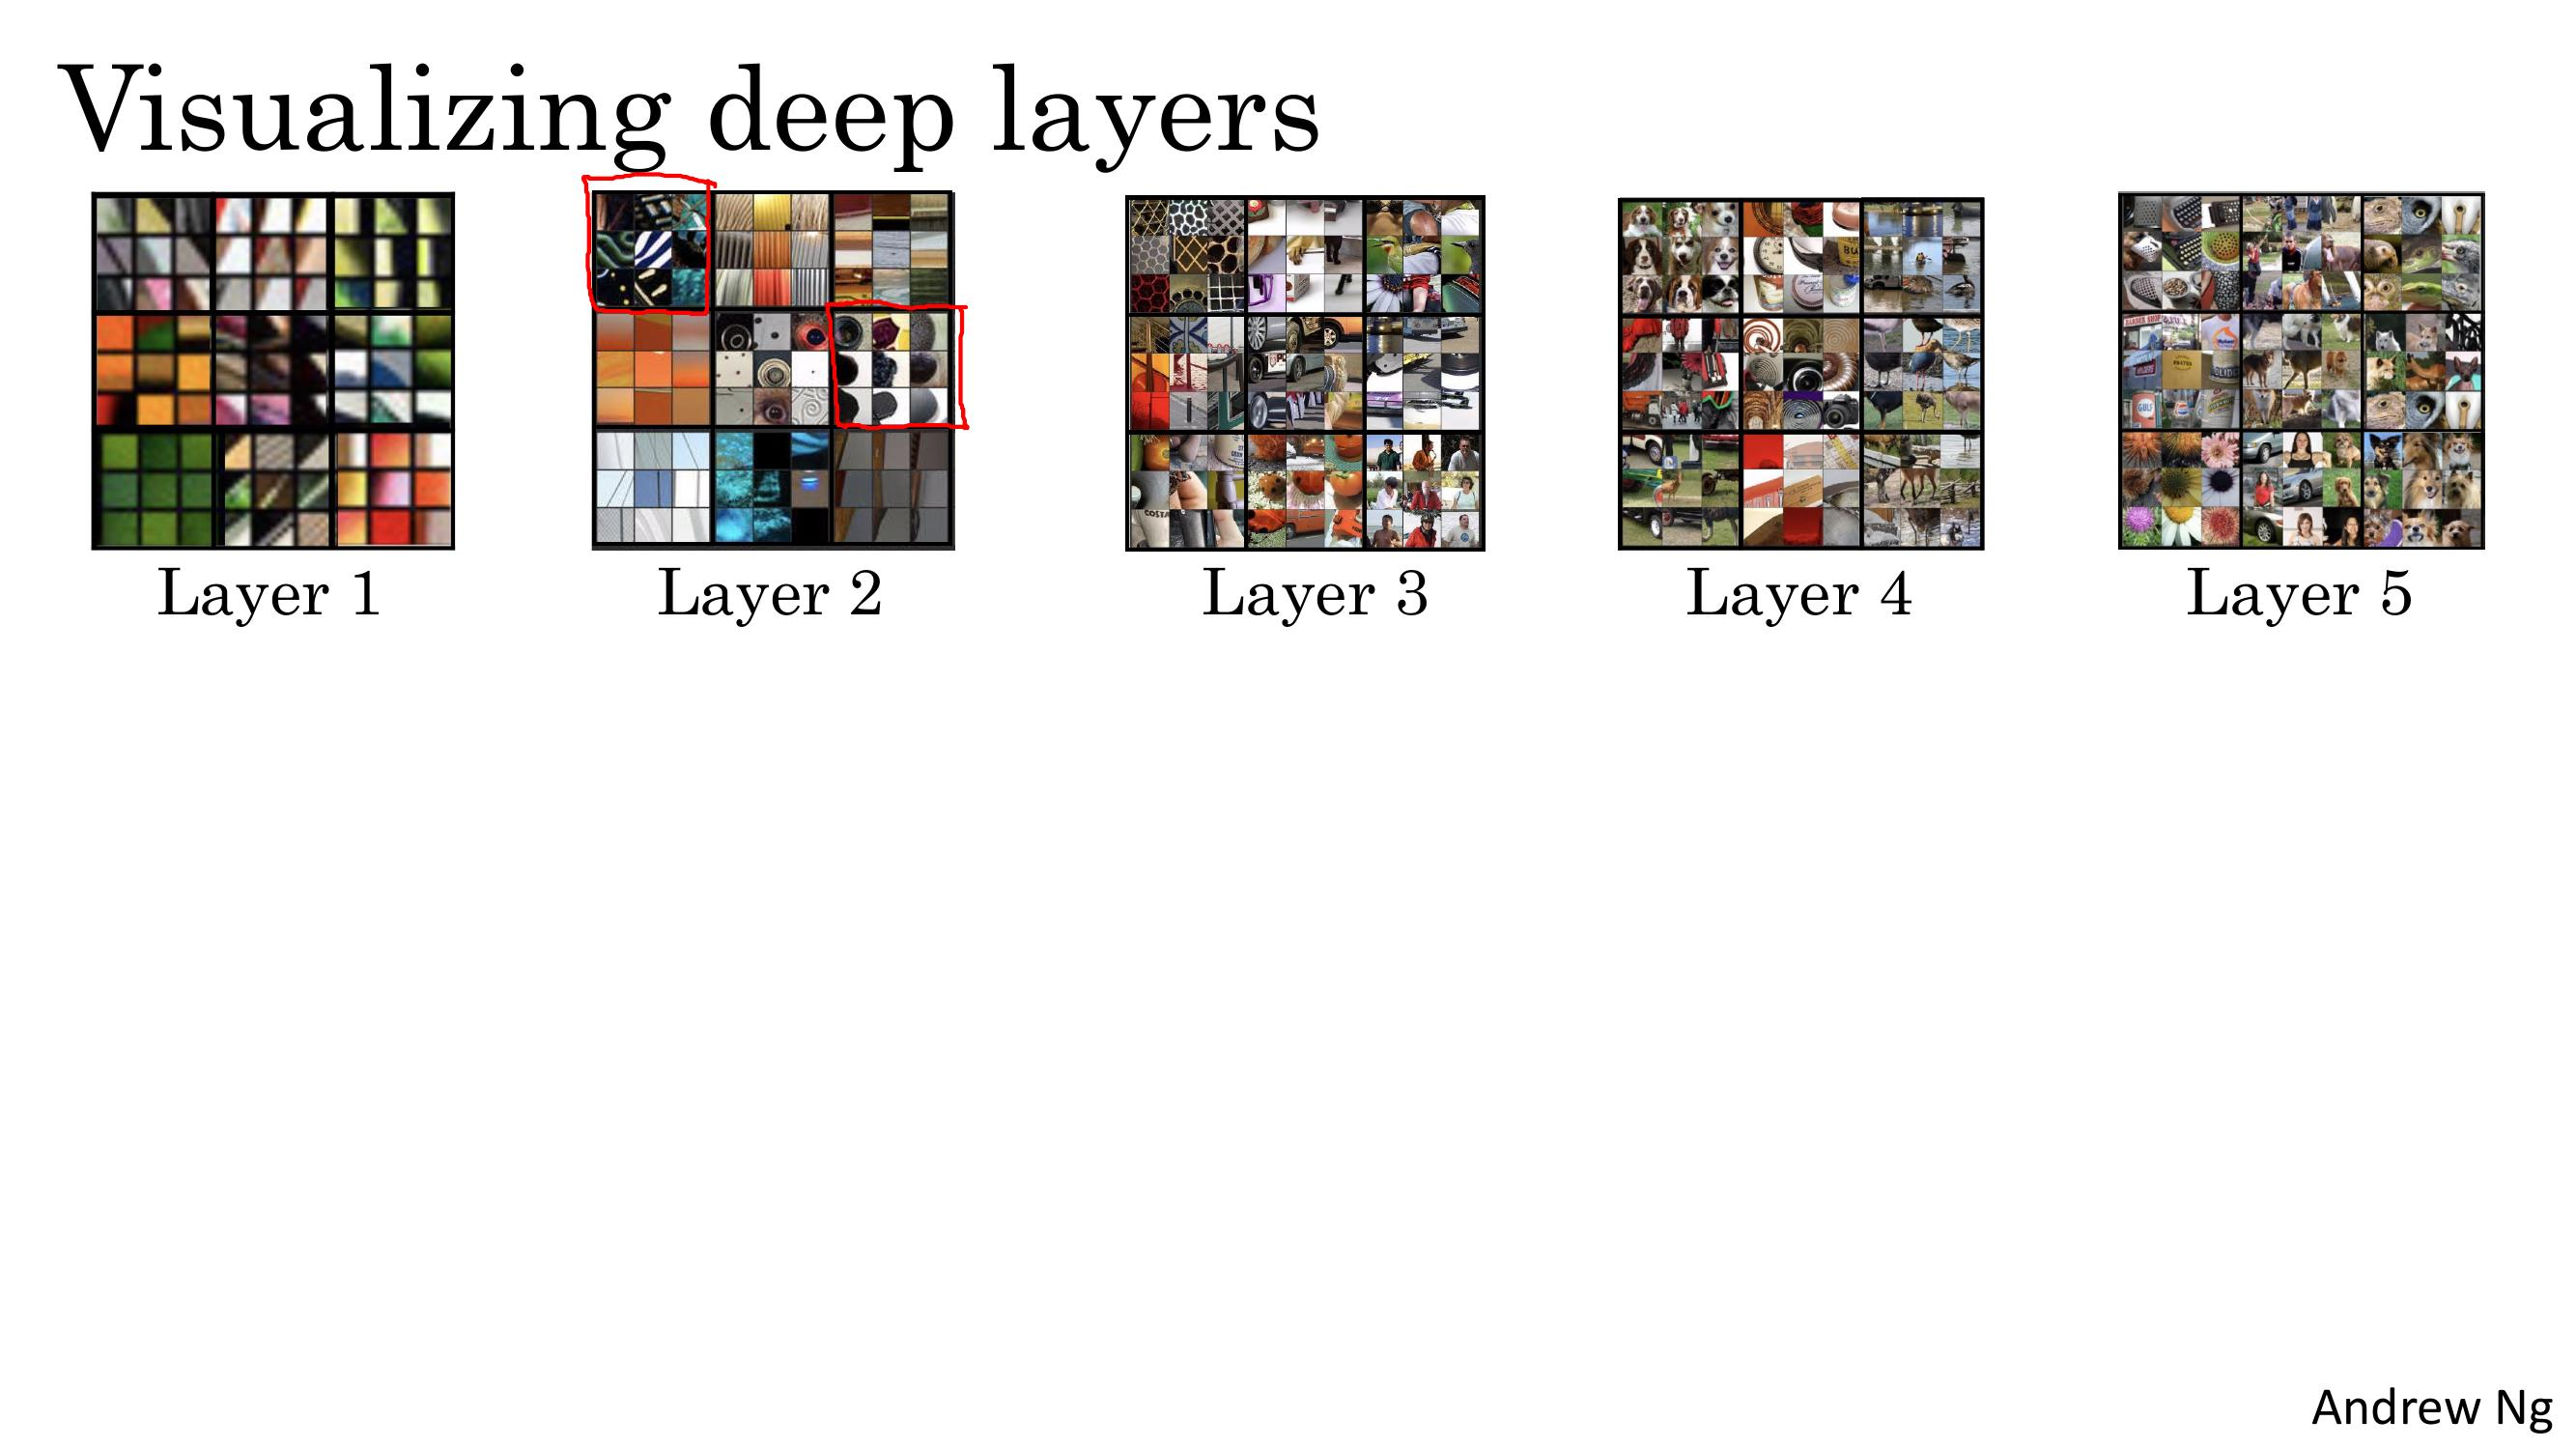 Visualizing deep layers
Layer 1
Layer 2
Layer 3
Layer 4
Layer 5
Andrew Ng